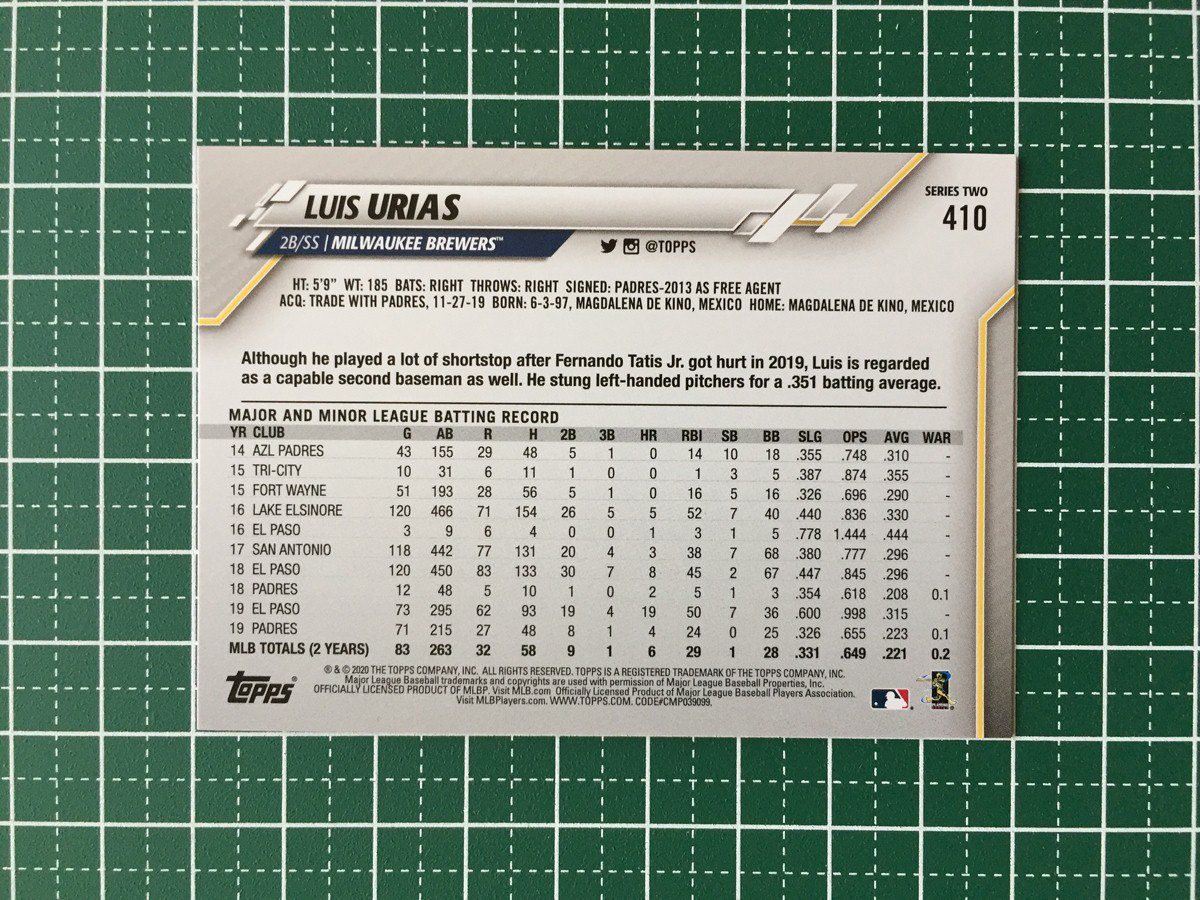 SERIES TWO
410
LUIS URIAS
2B/SS | MILWAUKEE BREWERS™ @TOPPS
HT: 5'9" WT: 185 BATS: RIGHT THROWS: RIGHT SIGNED: PADRES-2013 AS FREE AGENT
ACQ: TRADE WITH PADRES, 11-27-19 BORN: 6-3-97, MAGDALENA DE KINO, MEXICO HOME: MAGDALENA DE KINO, MEXICO
Although he played a lot of shortstop after Fernando Tatis Jr. got hurt in 2019, Luis is regarded
as a capable second baseman as well. He stung left-handed pitchers for a .351 batting average.
MAJOR AND MINOR LEAGUE BATTING RECORD
YR CLUB G AB R H 2B 3B HR RBI SB BB SLG OPS AVG WAR
14 AZL PADRES 43 155 29 48 5 1 0 14 10 18 .355 .748 .310 -
15 TRI-CITY 10 31 6 11 1 0 0 1 3 5 .387 .874 .355 -
15 FORT WAYNE 51 193 28 56 5 1 0 16 5 16 .326 .696 .290 -
16 LAKE ELSINORE 120 466 71 154 26 5 5 52 7 40 .440 .836 .330 -
16 EL PASO 3 9 6 4 0 0 1 3 1 5 .778 1.444 .444 -
17 SAN ANTONIO 118 442 77 131 20 4 3 38 7 68 .380 .777 .296 -
18 EL PASO 120 450 83 133 30 7 8 45 2 67 .447 .845 .296 -
18 PADRES 12 48 5 10 1 0 2 5 1 3 .354 .618 .208 0.1
19 EL PASO 73 295 62 93 19 4 19 50 7 36 .600 .998 .315 -
19 PADRES 71 215 27 48 8 1 4 24 0 25 .326 .655 .223 0.1
MLB TOTALS (2 YEARS) 83 263 32 58 9 1 6 29 1 28 .331 .649 .221 0.2
Topps®
® & © 2020 THE TOPPS COMPANY, INC. ALL RIGHTS RESERVED. TOPPS IS A REGISTERED TRADEMARK OF THE TOPPS COMPANY, INC.
Major League Baseball trademarks and copyrights are used with permission of Major League Baseball Properties, Inc.
OFFICIALLY LICENSED PRODUCT OF MLBP. Visit MLB.com Officially Licensed Product of Major League Baseball Players Association.
Visit MLBPlayers.com. WWW.TOPPS.COM. CODE#CMP039099.